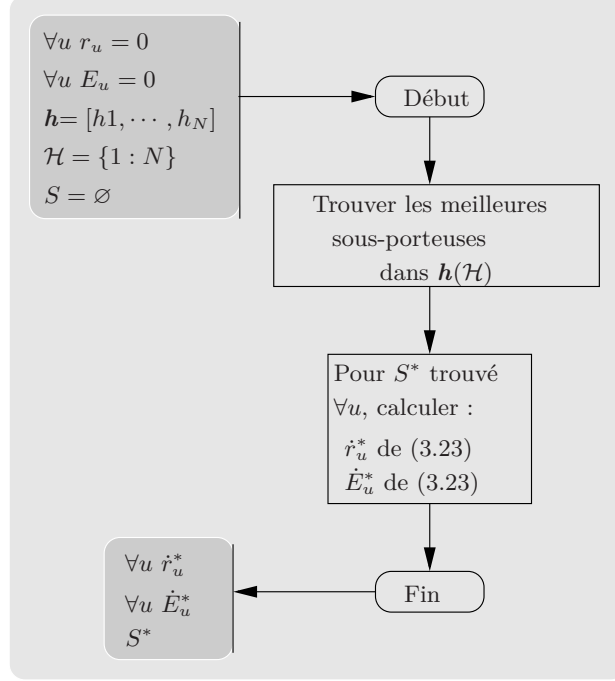 ∀u r_u = 0
∀u E_u = 0
h= [h1, ⋯ , h_N]
ℋ = {1 : N}
S = ∅
Début
Trouver les meilleures
sous-porteuses
dans h(ℋ)
Pour S* trouvé
∀u, calculer :
ṙ*_u de (3.23)
Ė*_u de (3.23)
Fin
∀u ṙ*_u
∀u Ė*_u
S*